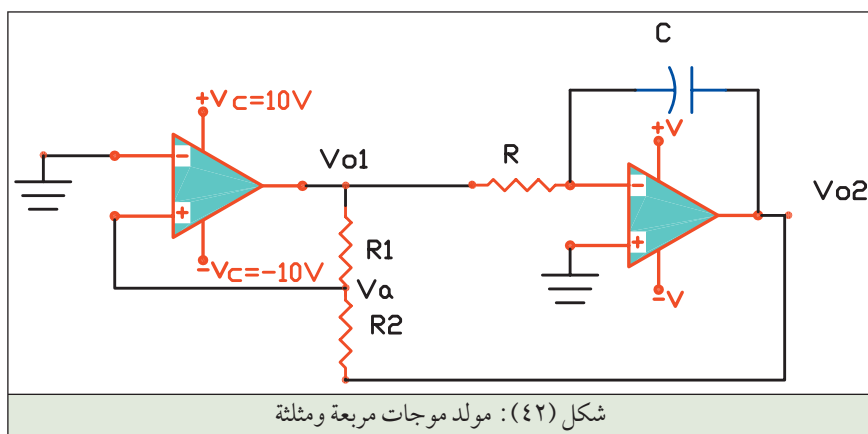 C
+Vc=10V
+V
Vo1
R
-
-
Vo2
+
+
R1
-Vc=-10V
Va
-V
R2
شكل (٤٢): مولد موجات مربعة ومثلثة